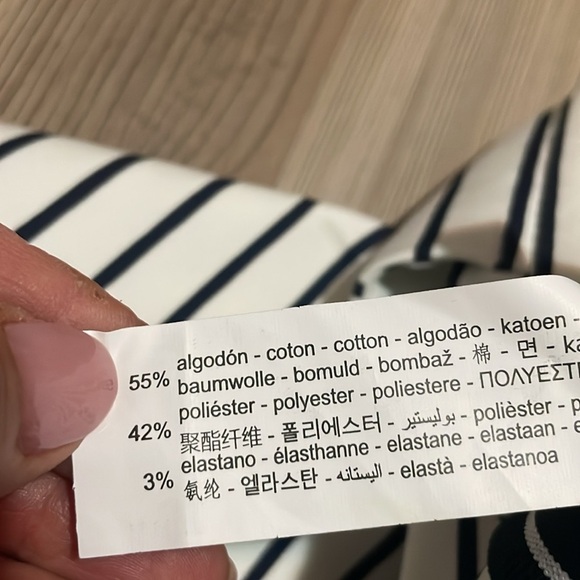 55% algodón - coton - cotton - algodão - katoen -
baumwolle - bomuld - bombaž - 棉 - 면 -
42% poliéster - polyester - poliestere - ΠΟΛΥΕΣΤ
聚酯纤维 - 폴리에스터 - بوليستير - polièster -
3% elastano - élasthanne - elastane - elastaan -
氨纶 - 엘라스탄 - اليستانه - elastà - elastanoa